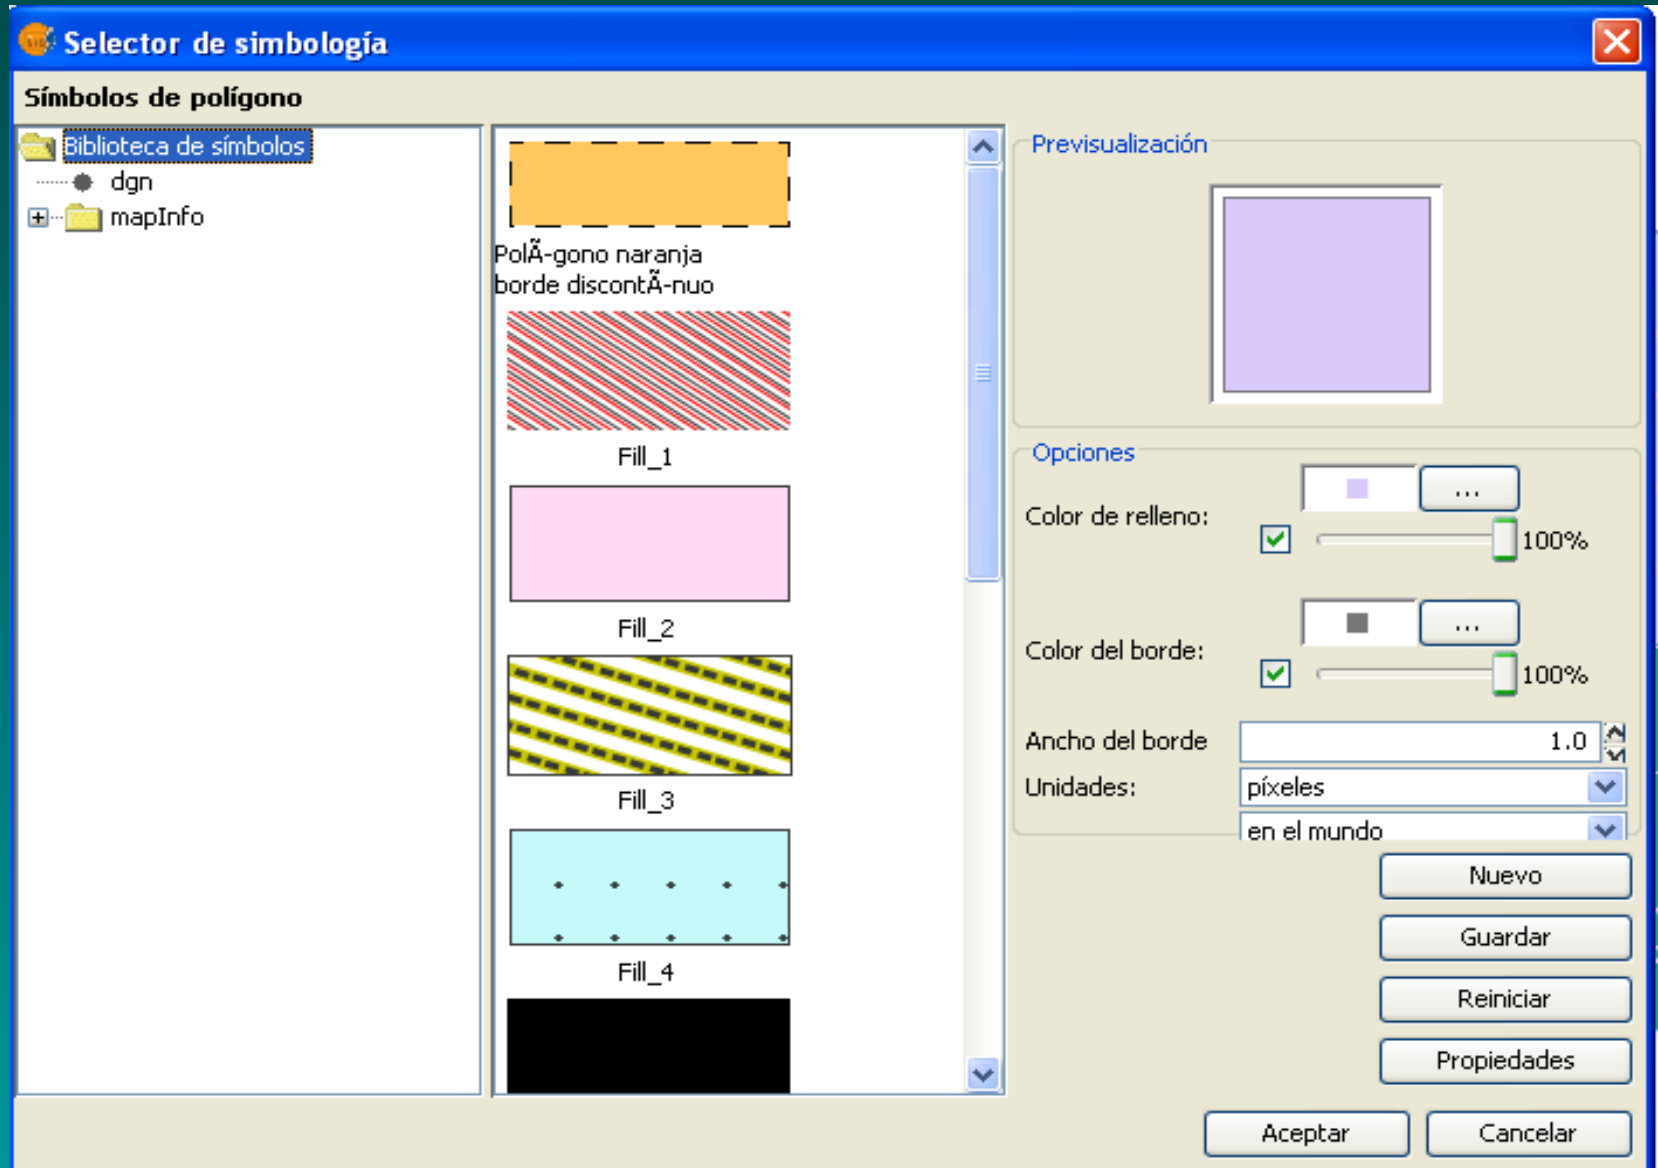 Selector de simbología
Símbolos de polígono
Biblioteca de símbolos
dgn
mapInfo
PolÃ-gono naranja
borde discontÃ-nuo
Fill_1
Fill_2
Fill_3
Fill_4
Previsualización
Opciones
...
Color de relleno:
100%
...
Color del borde:
100%
Ancho del borde 1.0
Unidades: píxeles
en el mundo
Nuevo
Guardar
Reiniciar
Propiedades
Aceptar Cancelar